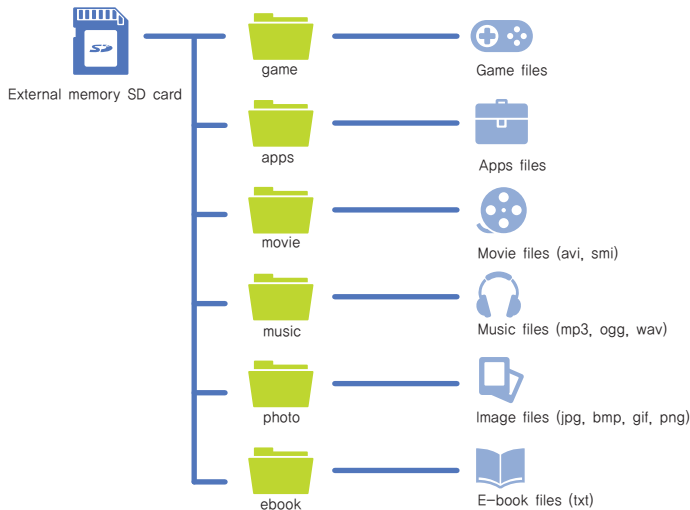 SD
External memory SD card
game
Game files
apps
Apps files
movie
Movie files (avi, smi)
music
Music files (mp3, ogg, wav)
photo
Image files (jpg, bmp, gif, png)
ebook
E-book files (txt)